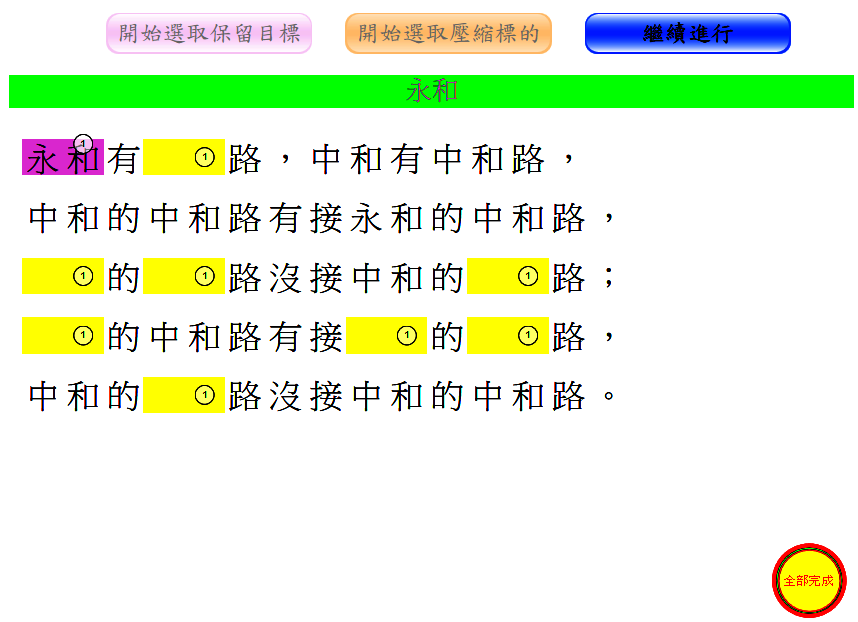 開始選取保留目標 開始選取壓縮標的 繼續進行
永和
永和1有1路，中和有中和路，
中和的中和路有接永和的中和路，
1的1路沒接中和的1路；
1的中和路有接1的1路，
中和的1路沒接中和的中和路。
全部完成